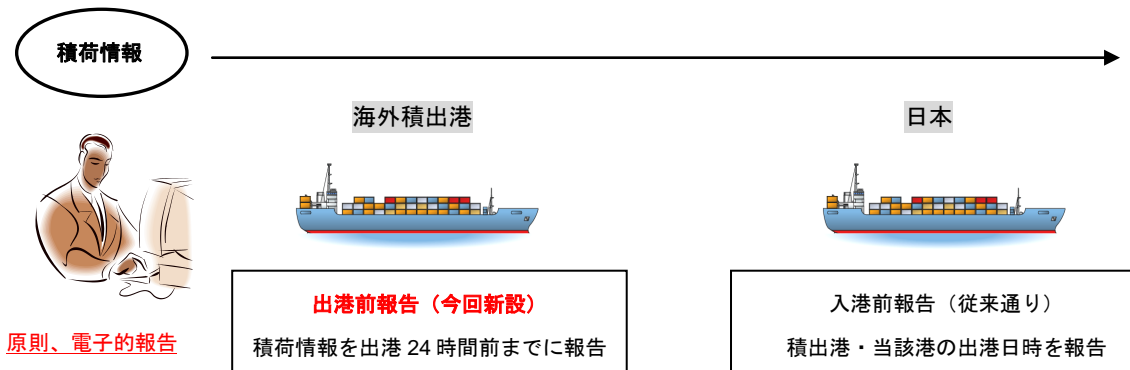 積荷情報
海外積出港
日本
原則、電子的報告
出港前報告（今回新設）
積荷情報を出港 24 時間前までに報告
入港前報告（従来通り）
積出港・当該港の出港日時を報告